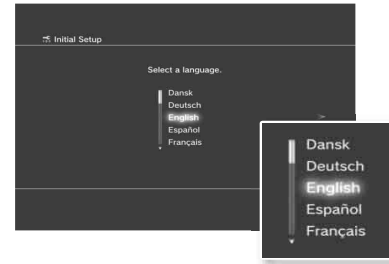 Initial Setup
Select a language.
Dansk
Deutsch
English
Español
Français
Dansk
Deutsch
English
Español
Français